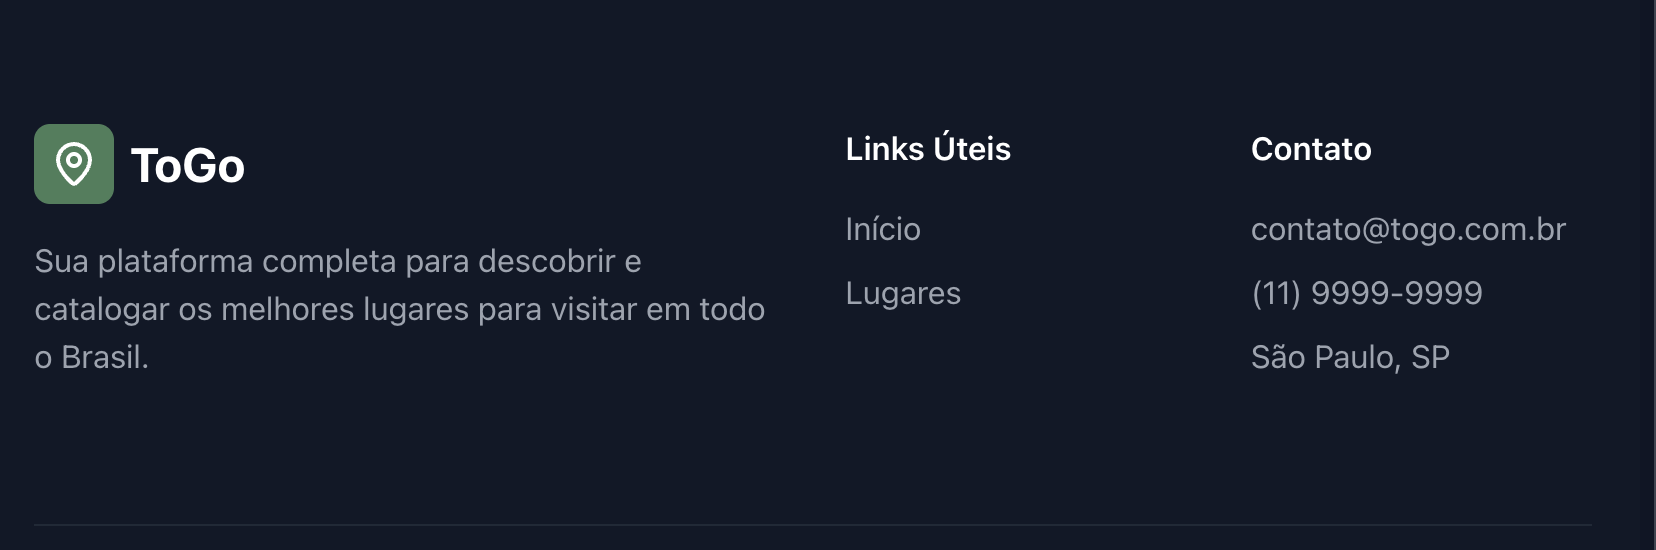 ToGo
Sua plataforma completa para descobrir e
catalogar os melhores lugares para visitar em todo
o Brasil.
Links Úteis
Início
Lugares
Contato
contato@togo.com.br
(11) 9999-9999
São Paulo, SP